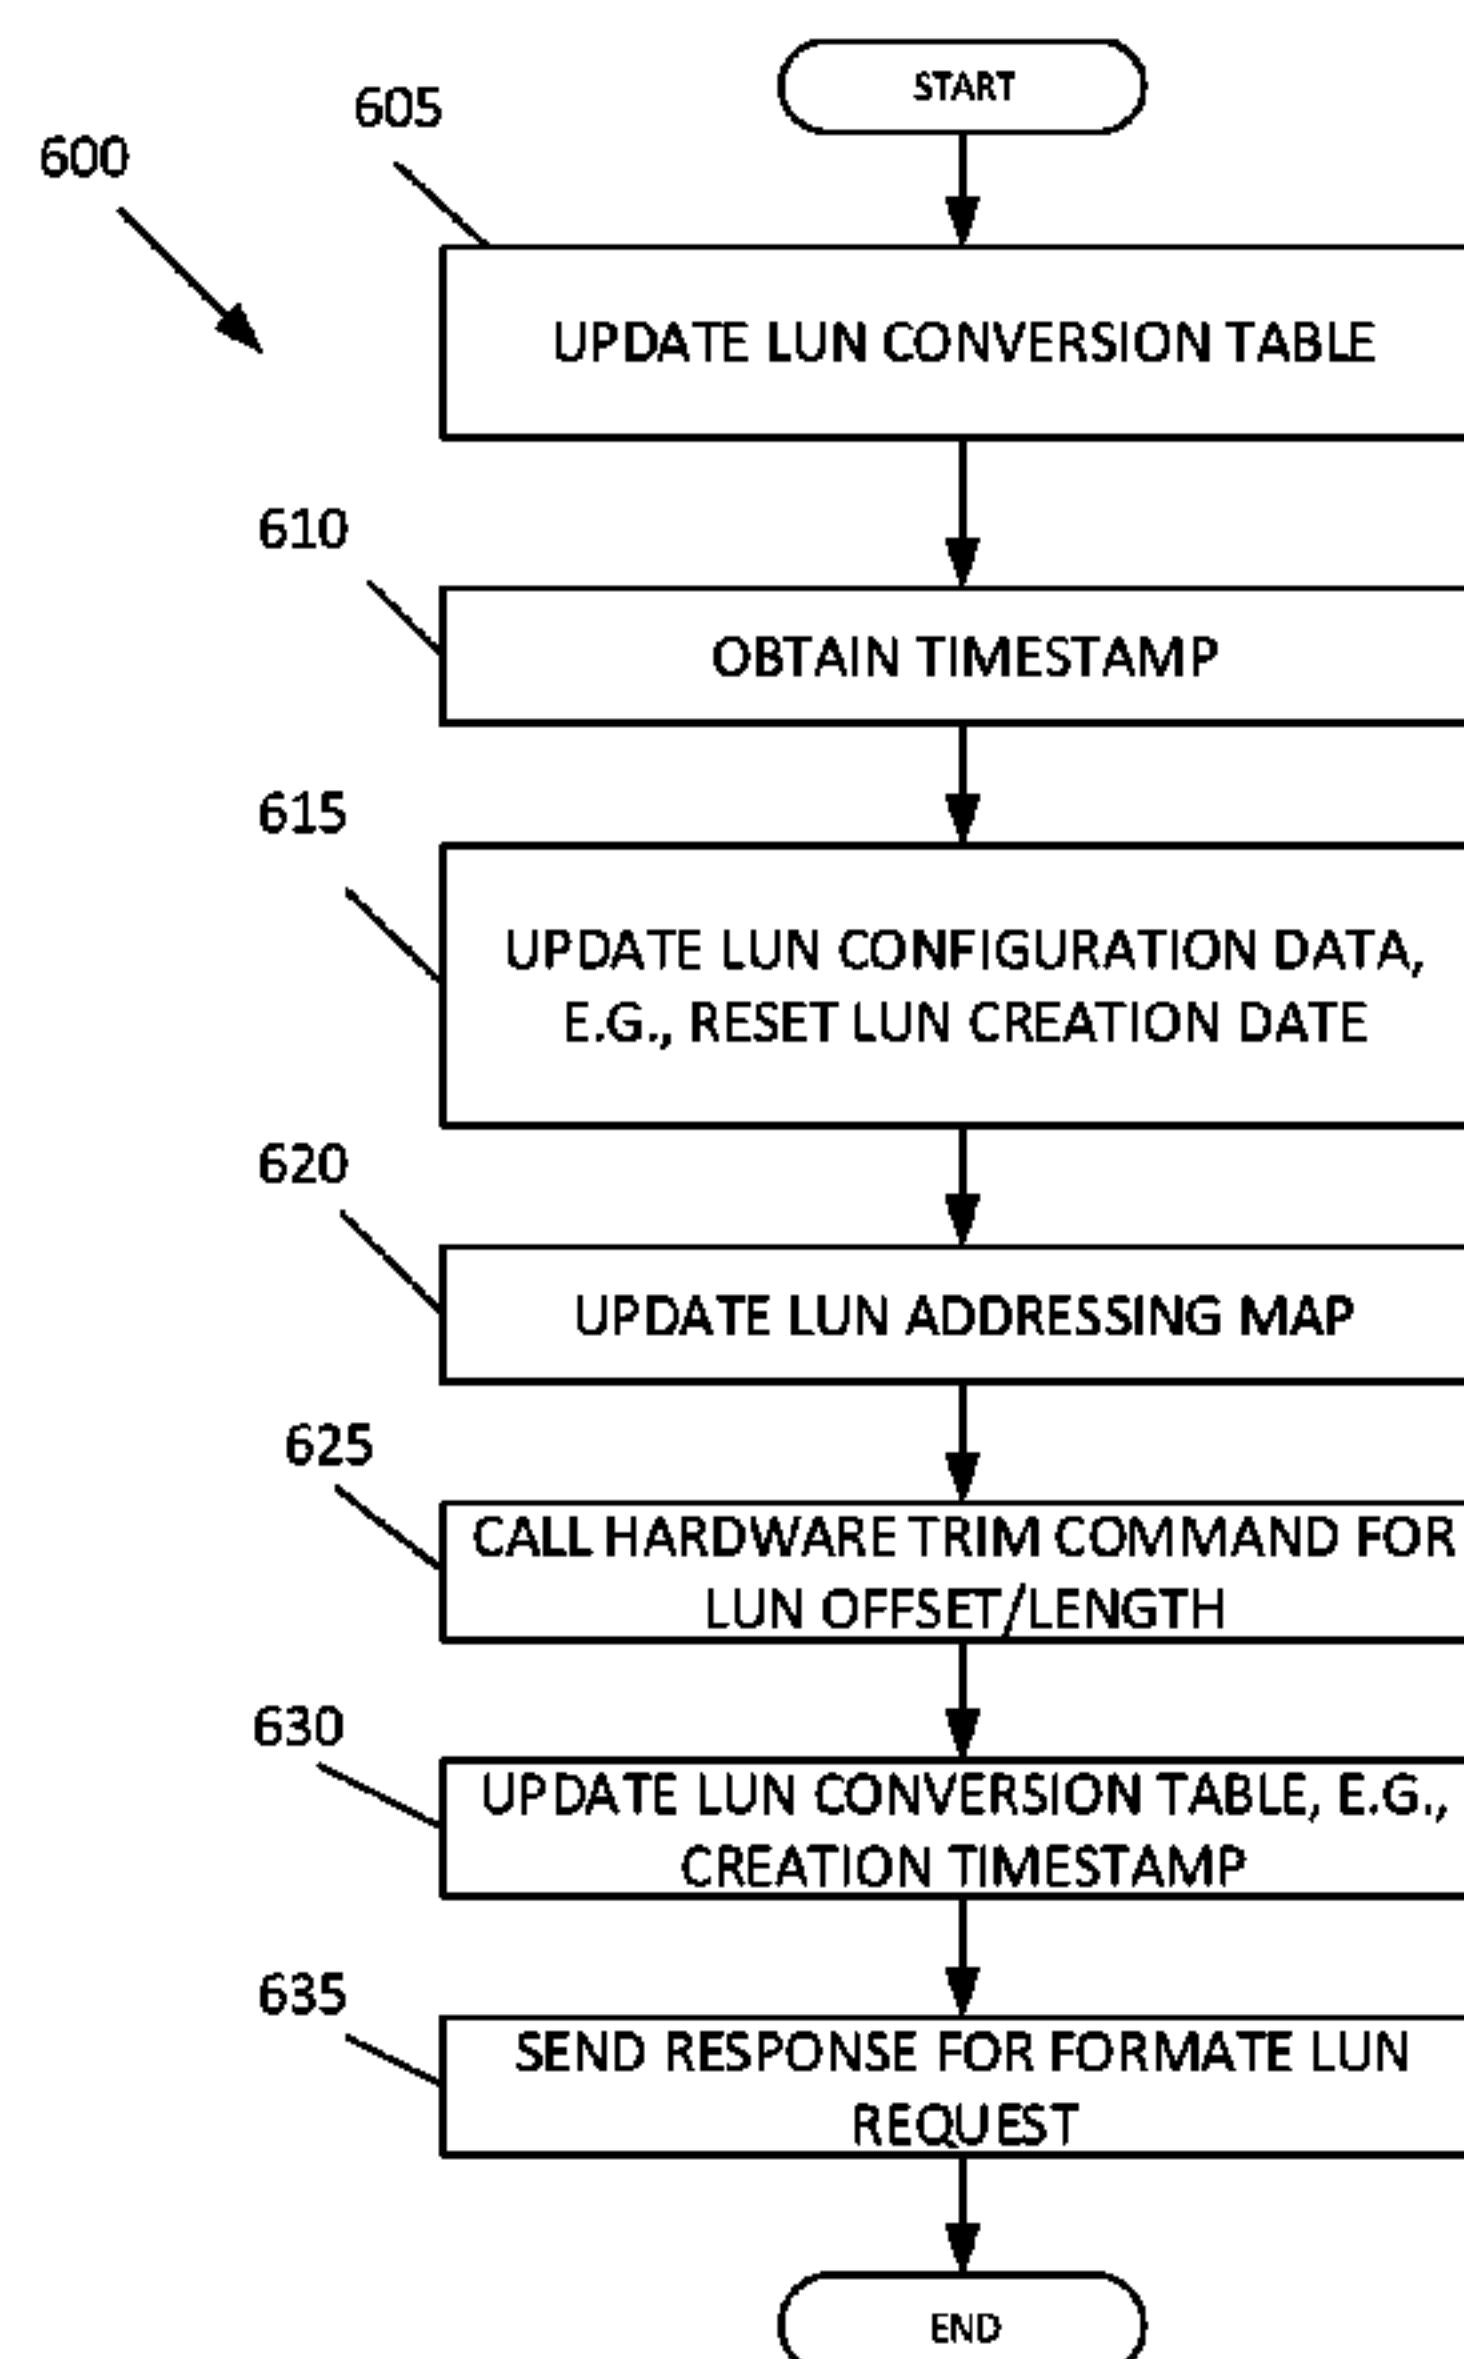 START
605
600
UPDATE LUN CONVERSION TABLE
610
OBTAIN TIMESTAMP
615
UPDATE LUN CONFIGURATION DATA,
E.G., RESET LUN CREATION DATE
620
UPDATE LUN ADDRESSING MAP
625
CALL HARDWARE TRIM COMMAND FOR
LUN OFFSET/LENGTH
630
UPDATE LUN CONVERSION TABLE, E.G.,
CREATION TIMESTAMP
635
SEND RESPONSE FOR FORMATE LUN
REQUEST
END